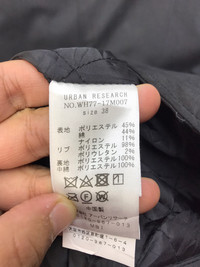 URBAN RESEARCH
NO.WH77-17M007
size 38
表地 ポリエステル 45%
綿 44%
ナイロン 11%
リブ ポリエステル 98%
ポリウレタン 2%
裏地 ポリエステル100%
中綿 ポリエステル100%
中国製